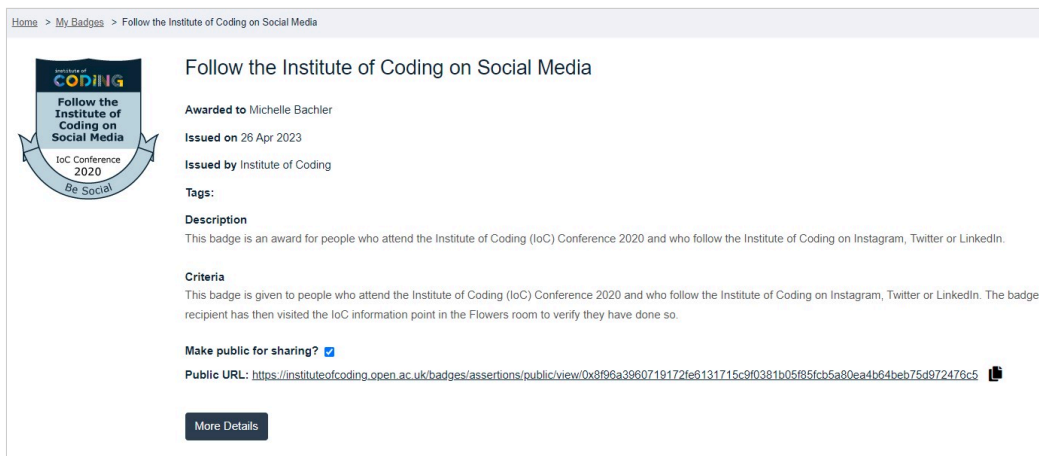 Home > My Badges > Follow the Institute of Coding on Social Media
institute of
CODiNG
Follow the
Institute of
Coding on
Social Media
IoC Conference
2020
Be Social
Follow the Institute of Coding on Social Media
Awarded to Michelle Bachler
Issued on 26 Apr 2023
Issued by Institute of Coding
Tags:
Description
This badge is an award for people who attend the Institute of Coding (IoC) Conference 2020 and who follow the Institute of Coding on Instagram, Twitter or LinkedIn.
Criteria
This badge is given to people who attend the Institute of Coding (IoC) Conference 2020 and who follow the Institute of Coding on Instagram, Twitter or LinkedIn. The badge
recipient has then visited the IoC information point in the Flowers room to verify they have done so.
Make public for sharing?
Public URL: https://instituteofcoding.open.ac.uk/badges/assertions/public/view/0x8f96a3960719172fe6131715c9f0381b05f85fcb5a80ea4b64beb75d972476c5
More Details